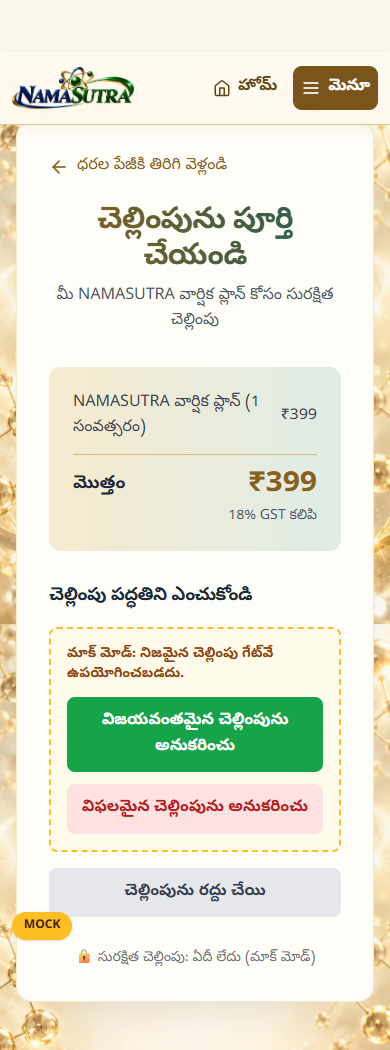 NAMASUTRA
హోమ్
మెనూ
ధరల పేజీకి తిరిగి వెళ్లండి
చెల్లింపును పూర్తి
చేయండి
మీ NAMASUTRA వార్షిక ప్లాన్ కోసం సురక్షిత
చెల్లింపు
NAMASUTRA వార్షిక ప్లాన్ (1
సంవత్సరం)
₹399
మొత్తం
₹399
18% GST కలిపి
చెల్లింపు పద్ధతిని ఎంచుకోండి
మాక్ మోడ్: నిజమైన చెల్లింపు గేట్‌వే
ఉపయోగించబడదు.
విజయవంతమైన చెల్లింపును
అనుకరించు
విఫలమైన చెల్లింపును అనుకరించు
చెల్లింపును రద్దు చేయి
MOCK
సురక్షిత చెల్లింపు: ఏదీ లేదు (మాక్ మోడ్)